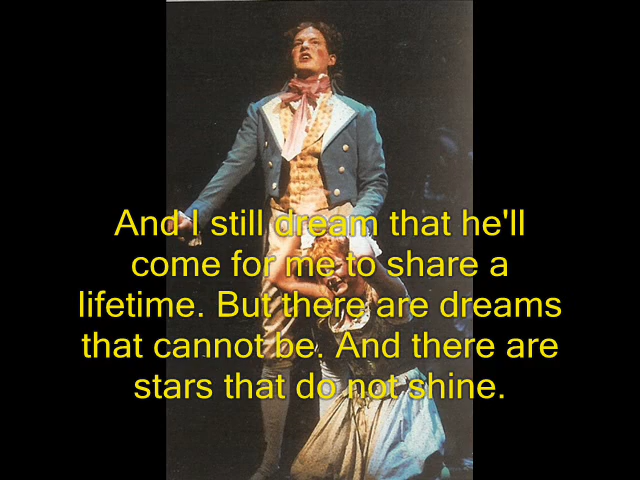 And I still dream that he'll
come for me to share a
lifetime. But there are dreams
that cannot be. And there are
stars that do not shine.